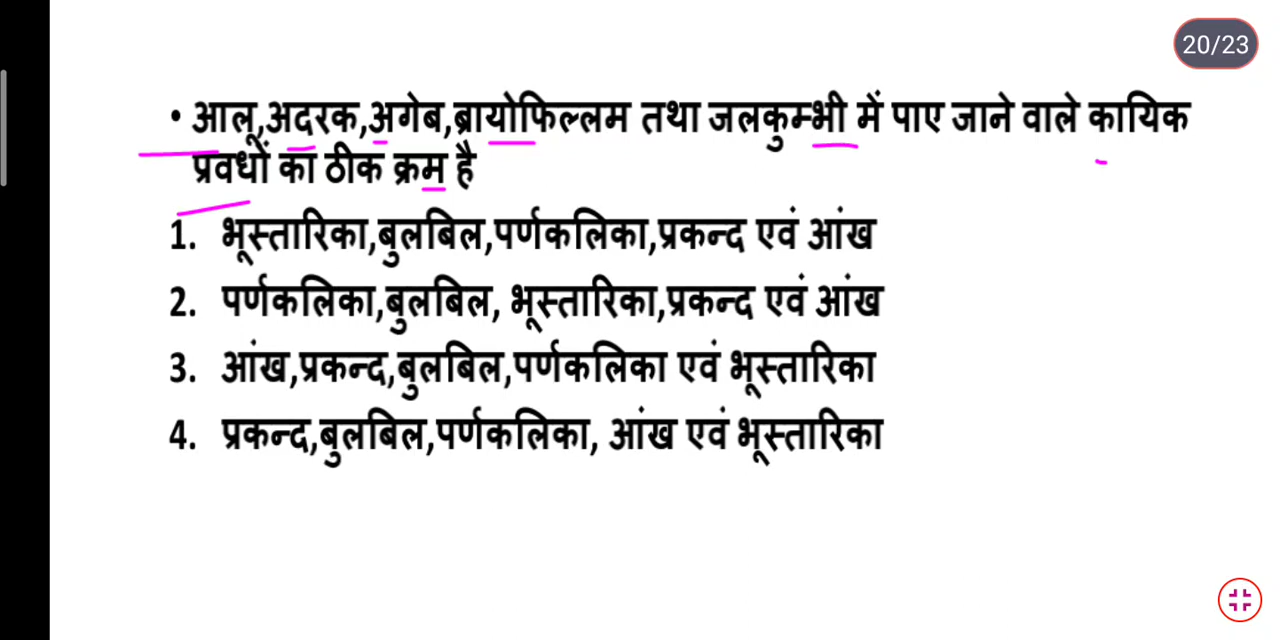 20/23
• आलू,अदरक,अगेब,ब्रायोफिल्लम तथा जलकुम्भी में पाए जाने वाले कायिक
प्रवधों का ठीक क्रम है
1. भूस्तारिका,बुलबिल,पर्णकलिका,प्रकन्द एवं आंख
2. पर्णकलिका,बुलबिल, भूस्तारिका,प्रकन्द एवं आंख
3. आंख,प्रकन्द,बुलबिल,पर्णकलिका एवं भूस्तारिका
4. प्रकन्द,बुलबिल,पर्णकलिका, आंख एवं भूस्तारिका